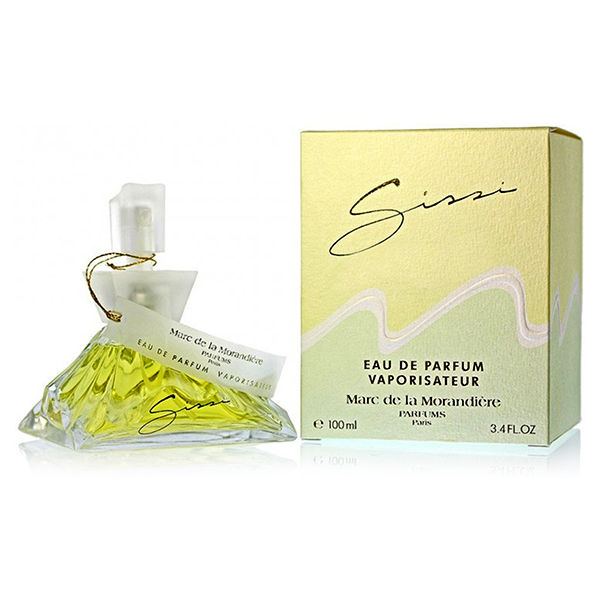 Marc de la Morandière
PARFUMS
Paris
EAU DE PARFUM VAPORISATEUR
Sissi
Sissi
EAU DE PARFUM
VAPORISATEUR
Marc de la Morandière
PARFUMS
Paris
℮ 100 ml 3.4 FL.OZ